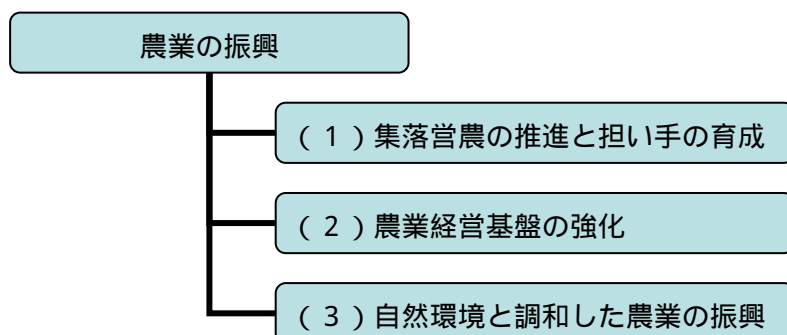 農業の振興
(1)集落営農の推進と担い手の育成
(2)農業経営基盤の強化
(3)自然環境と調和した農業の振興